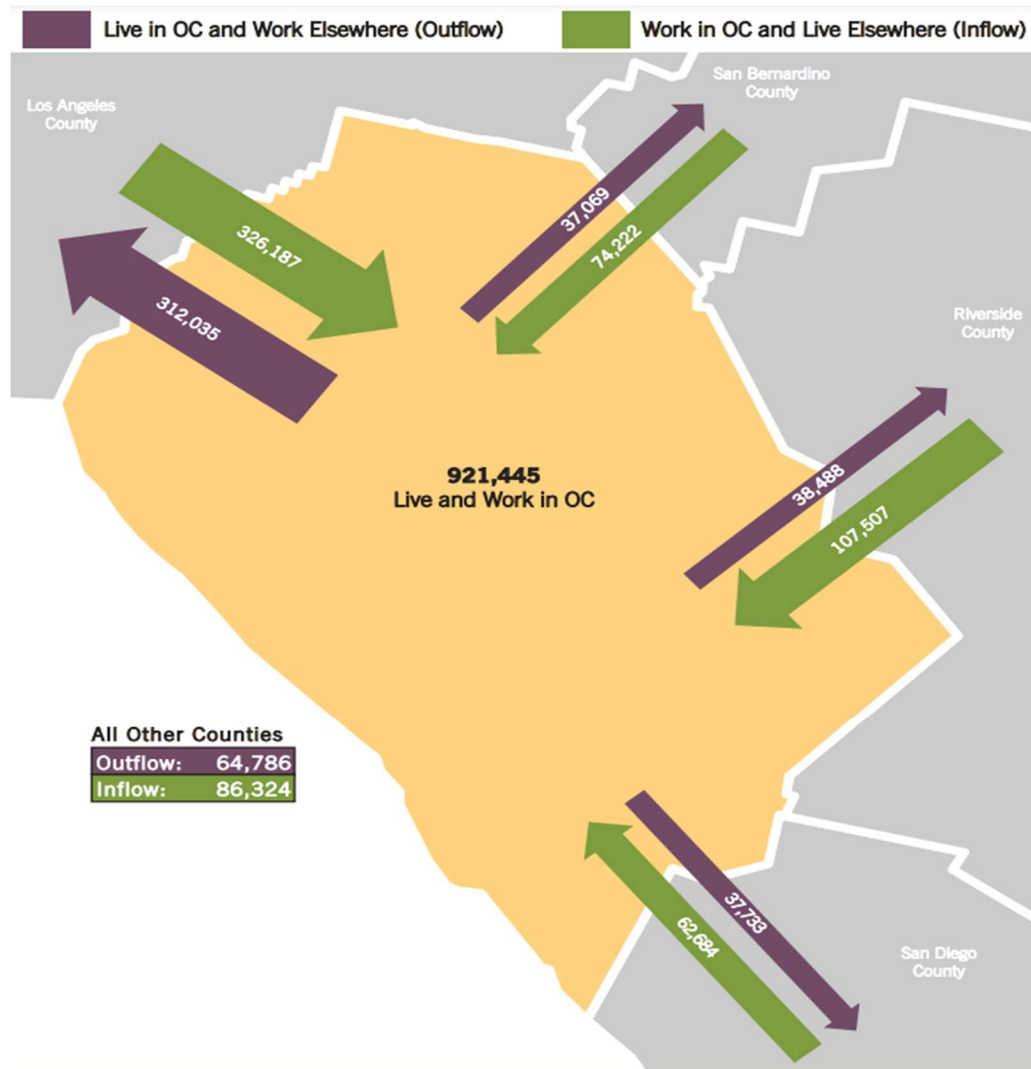 Live in OC and Work Elsewhere (Outflow)
Work in OC and Live Elsewhere (Inflow)
San Bernardino
County
Los Angeles
County
37,069
74,222
326,187
312,035
Riverside
County
38,488
107,507
921,445
Live and Work in OC
All Other Counties
Outflow: 64,786
Inflow: 86,324
37,733
62,684
San Diego
County